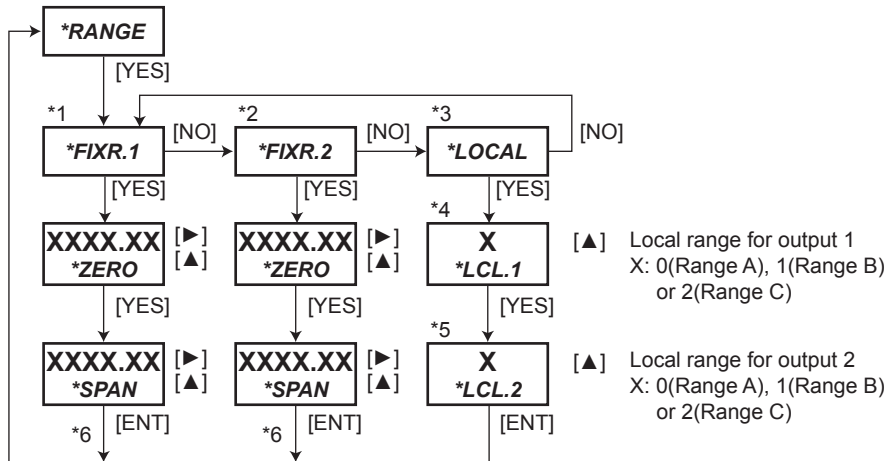 *RANGE
[YES]
*1
*2
*3
*FIXR.1
[NO]
*FIXR.2
[NO]
*LOCAL
[NO]
[YES]
[YES]
[YES]
*4
XXXX.XX
*ZERO
[►]
[▲]
XXXX.XX
*ZERO
[►]
[▲]
X
*LCL.1
[▲] Local range for output 1
X: 0(Range A), 1(Range B)
or 2(Range C)
[YES]
[YES]
[YES]
*5
XXXX.XX
*SPAN
[►]
[▲]
XXXX.XX
*SPAN
[►]
[▲]
X
*LCL.2
[▲] Local range for output 2
X: 0(Range A), 1(Range B)
or 2(Range C)
*6
[ENT]
*6
[ENT]
[ENT]